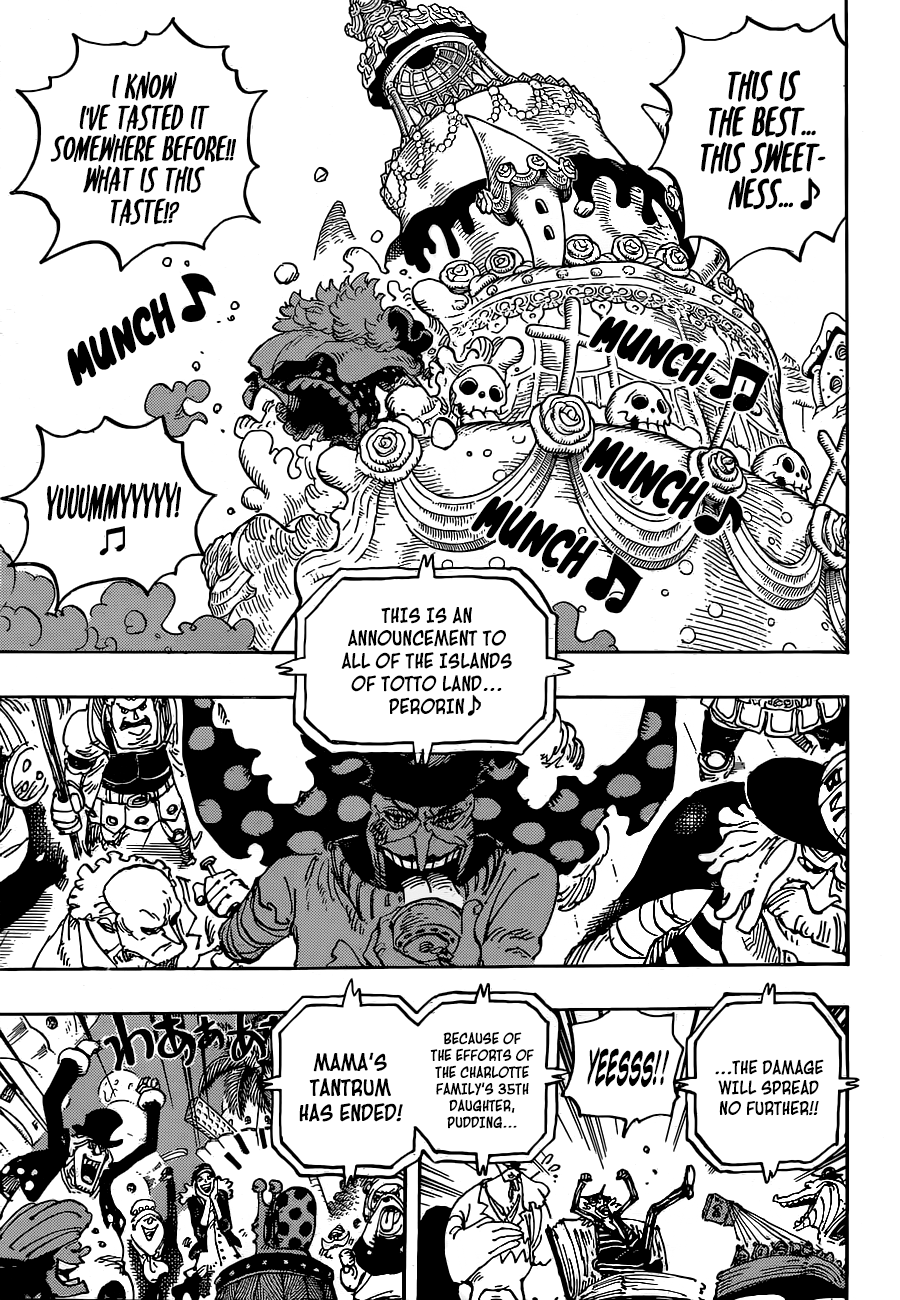 THIS IS
THE BEST...
THIS SWEET-
NESS...♪
I KNOW
I'VE TASTED IT
SOMEWHERE BEFORE!!
WHAT IS THIS
TASTE!?
MUNCH♪
MUNCH♫
MUNCH♪
MUNCH♫
YUUUMMYYYYY!
♫
THIS IS AN
ANNOUNCEMENT TO
ALL OF THE ISLANDS
OF TOTTO LAND...
PERORIN♪
...THE DAMAGE
WILL SPREAD
NO FURTHER!!
YEESSS!!
BECAUSE OF
THE EFFORTS OF
THE CHARLOTTE
FAMILY'S 35TH
DAUGHTER,
PUDDING...
MAMA'S
TANTRUM
HAS ENDED!
わあぁぁあ